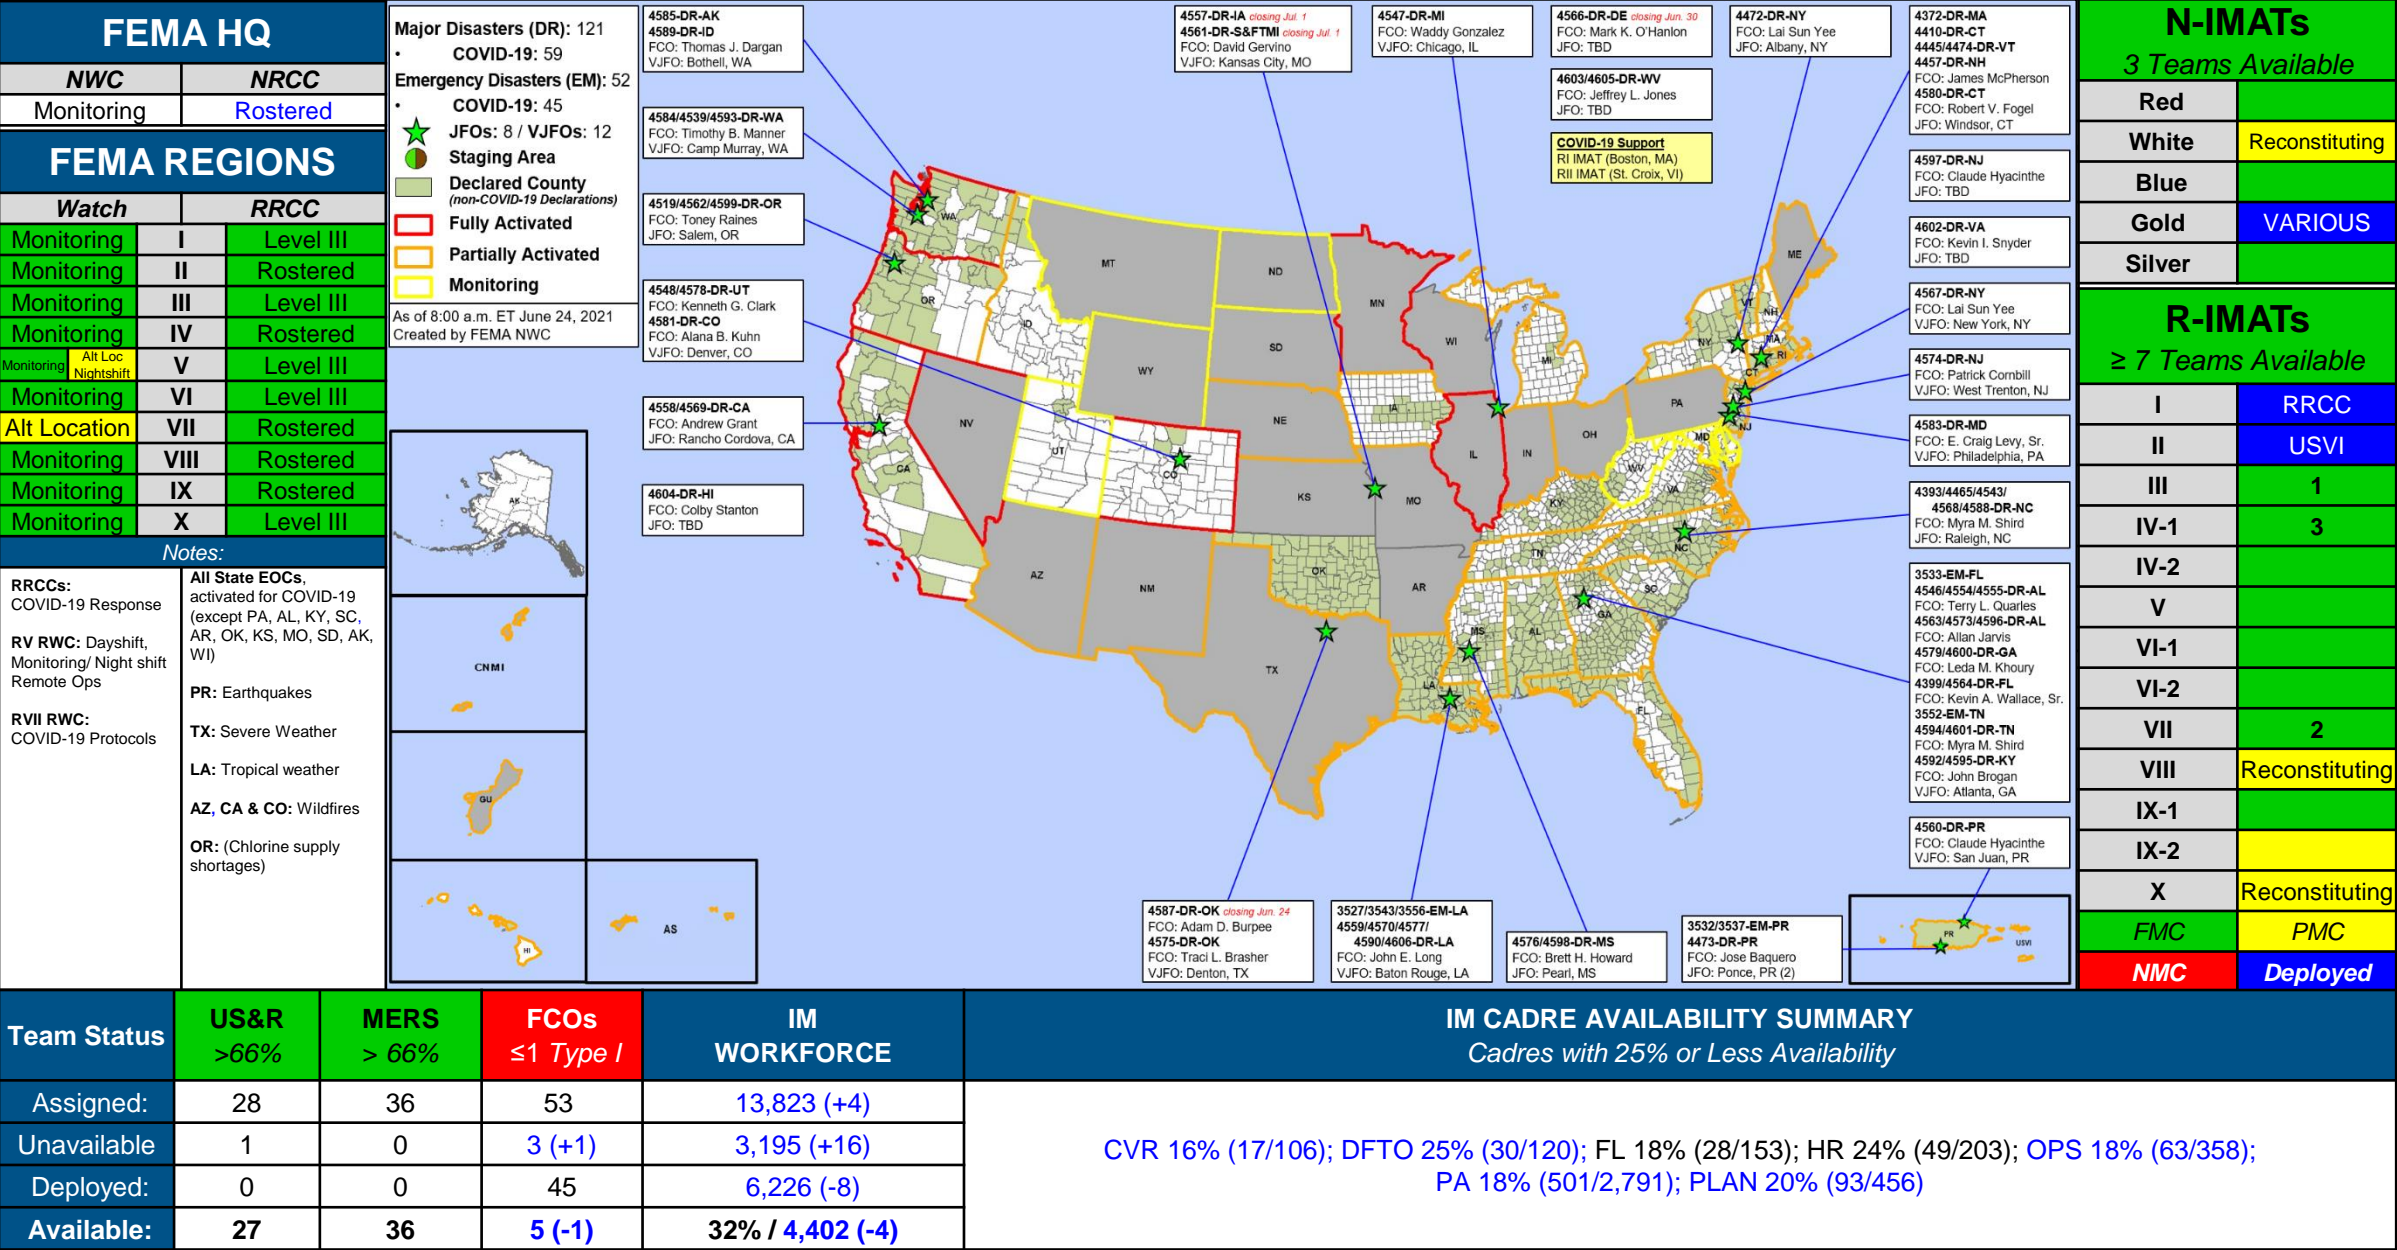 FEMA HQ
NWC NRCC
Monitoring Rostered
FEMA REGIONS
Watch RRCC
Monitoring I Level III
Monitoring II Rostered
Monitoring III Level III
Monitoring IV Rostered
Monitoring Alt Loc Nightshift V Level III
Monitoring VI Level III
Alt Location VII Rostered
Monitoring VIII Rostered
Monitoring IX Rostered
Monitoring X Level III
Notes:
RRCCs:
COVID-19 Response
RV RWC: Dayshift,
Monitoring/ Night shift
Remote Ops
RVII RWC:
COVID-19 Protocols
All State EOCs,
activated for COVID-19
(except PA, AL, KY, SC,
AR, OK, KS, MO, SD, AK,
WI)
PR: Earthquakes
TX: Severe Weather
LA: Tropical weather
AZ, CA & CO: Wildfires
OR: (Chlorine supply
shortages)
Major Disasters (DR): 121
• COVID-19: 59
Emergency Disasters (EM): 52
• COVID-19: 45
JFOs: 8 / VJFOs: 12
Staging Area
Declared County
(non-COVID-19 Declarations)
Fully Activated
Partially Activated
Monitoring
As of 8:00 a.m. ET June 24, 2021
Created by FEMA NWC
4585-DR-AK
4589-DR-ID
FCO: Thomas J. Dargan
VJFO: Bothell, WA
4584/4539/4593-DR-WA
FCO: Timothy B. Manner
VJFO: Camp Murray, WA
4519/4562/4599-DR-OR
FCO: Toney Raines
JFO: Salem, OR
4548/4578-DR-UT
FCO: Kenneth G. Clark
4581-DR-CO
FCO: Alana B. Kuhn
VJFO: Denver, CO
4558/4569-DR-CA
FCO: Andrew Grant
JFO: Rancho Cordova, CA
4604-DR-HI
FCO: Colby Stanton
JFO: TBD
4557-DR-IA closing Jul. 1
4561-DR-S&FTMI closing Jul. 1
FCO: David Gervino
VJFO: Kansas City, MO
4547-DR-MI
FCO: Waddy Gonzalez
VJFO: Chicago, IL
4566-DR-DE closing Jun. 30
FCO: Mark K. O'Hanlon
JFO: TBD
4603/4605-DR-WV
FCO: Jeffrey L. Jones
JFO: TBD
COVID-19 Support
RI IMAT (Boston, MA)
RII IMAT (St. Croix, VI)
4472-DR-NY
FCO: Lai Sun Yee
JFO: Albany, NY
4372-DR-MA
4410-DR-CT
4445/4474-DR-VT
4457-DR-NH
FCO: James McPherson
4580-DR-CT
FCO: Robert V. Fogel
JFO: Windsor, CT
4597-DR-NJ
FCO: Claude Hyacinthe
JFO: TBD
4602-DR-VA
FCO: Kevin I. Snyder
JFO: TBD
4567-DR-NY
FCO: Lai Sun Yee
VJFO: New York, NY
4574-DR-NJ
FCO: Patrick Cornbill
VJFO: West Trenton, NJ
4583-DR-MD
FCO: E. Craig Levy, Sr.
VJFO: Philadelphia, PA
4393/4465/4543/
4568/4588-DR-NC
FCO: Myra M. Shird
JFO: Raleigh, NC
3533-EM-FL
4546/4554/4555-DR-AL
FCO: Terry L. Quarles
4563/4573/4596-DR-AL
FCO: Allan Jarvis
4579/4600-DR-GA
FCO: Leda M. Khoury
4399/4564-DR-FL
FCO: Kevin A. Wallace, Sr.
3552-EM-TN
4594/4601-DR-TN
FCO: Myra M. Shird
4592/4595-DR-KY
FCO: John Brogan
VJFO: Atlanta, GA
4560-DR-PR
FCO: Claude Hyacinthe
VJFO: San Juan, PR
4587-DR-OK closing Jun. 24
FCO: Adam D. Burpee
4575-DR-OK
FCO: Traci L. Brasher
VJFO: Denton, TX
3527/3543/3556-EM-LA
4559/4570/4577/
4590/4606-DR-LA
FCO: John E. Long
VJFO: Baton Rouge, LA
4576/4598-DR-MS
FCO: Brett H. Howard
JFO: Pearl, MS
3532/3537-EM-PR
4473-DR-PR
FCO: Jose Baquero
JFO: Ponce, PR (2)
WA
OR
ID
MT
ND
SD
WY
NE
NV
UT
CO
CA
AZ
NM
KS
OK
TX
MN
WI
IA
IL
MO
AR
LA
MS
AL
TN
KY
IN
OH
MI
PA
NY
VT
NH
ME
MA
RI
CT
NJ
MD
WV
VA
NC
SC
GA
FL
AK
CNMI
GU
HI
AS
PR
USVI
N-IMATs
3 Teams Available
Red
White Reconstituting
Blue
Gold VARIOUS
Silver
R-IMATs
≥ 7 Teams Available
I RRCC
II USVI
III 1
IV-1 3
IV-2
V
VI-1
VI-2
VII 2
VIII Reconstituting
IX-1
IX-2
X Reconstituting
FMC PMC
NMC Deployed
Team Status
US&R
>66%
MERS
> 66%
FCOs
≤1 Type I
IM
WORKFORCE
IM CADRE AVAILABILITY SUMMARY
Cadres with 25% or Less Availability
Assigned: 28 36 53 13,823 (+4)
Unavailable 1 0 3 (+1) 3,195 (+16)
Deployed: 0 0 45 6,226 (-8)
Available: 27 36 5 (-1) 32% / 4,402 (-4)
CVR 16% (17/106); DFTO 25% (30/120); FL 18% (28/153); HR 24% (49/203); OPS 18% (63/358);
PA 18% (501/2,791); PLAN 20% (93/456)